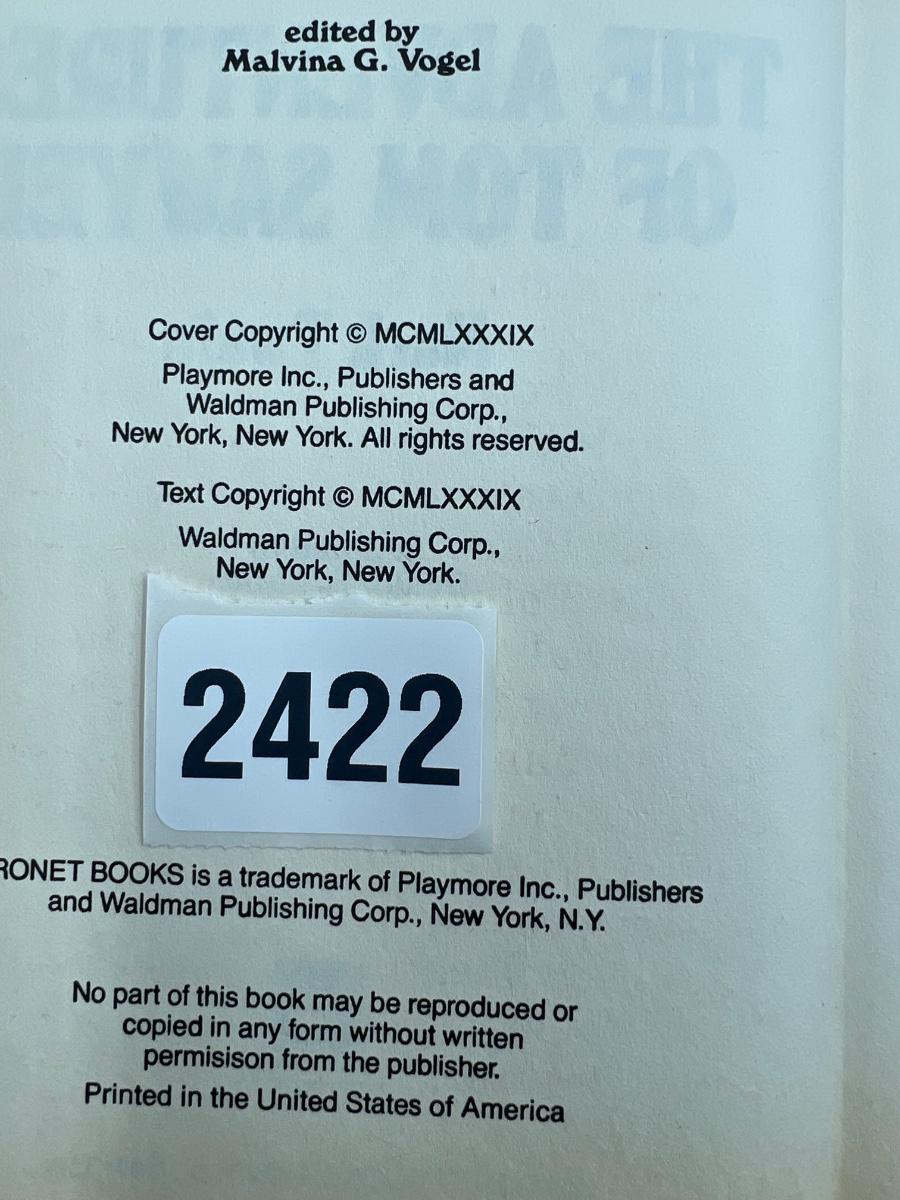 edited by
Malvina G. Vogel
Cover Copyright © MCMLXXXIX
Playmore Inc., Publishers and
Waldman Publishing Corp.,
New York, New York. All rights reserved.
Text Copyright © MCMLXXXIX
Waldman Publishing Corp.,
New York, New York.
2422
RONET BOOKS is a trademark of Playmore Inc., Publishers
and Waldman Publishing Corp., New York, N.Y.
No part of this book may be reproduced or
copied in any form without written
permisison from the publisher.
Printed in the United States of America